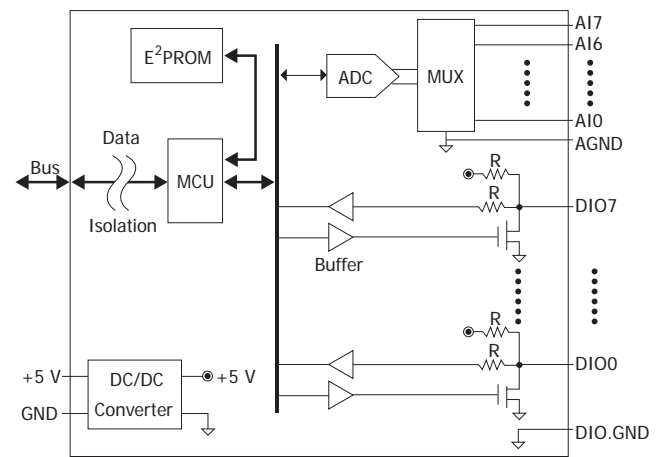 E²PROM
ADC
MUX
AI7
AI6
AI0
AGND
Data
Bus
MCU
Isolation
R
R
DIO7
Buffer
R
R
DIO0
+5 V
DC/DC
Converter
+5 V
GND
DIO.GND